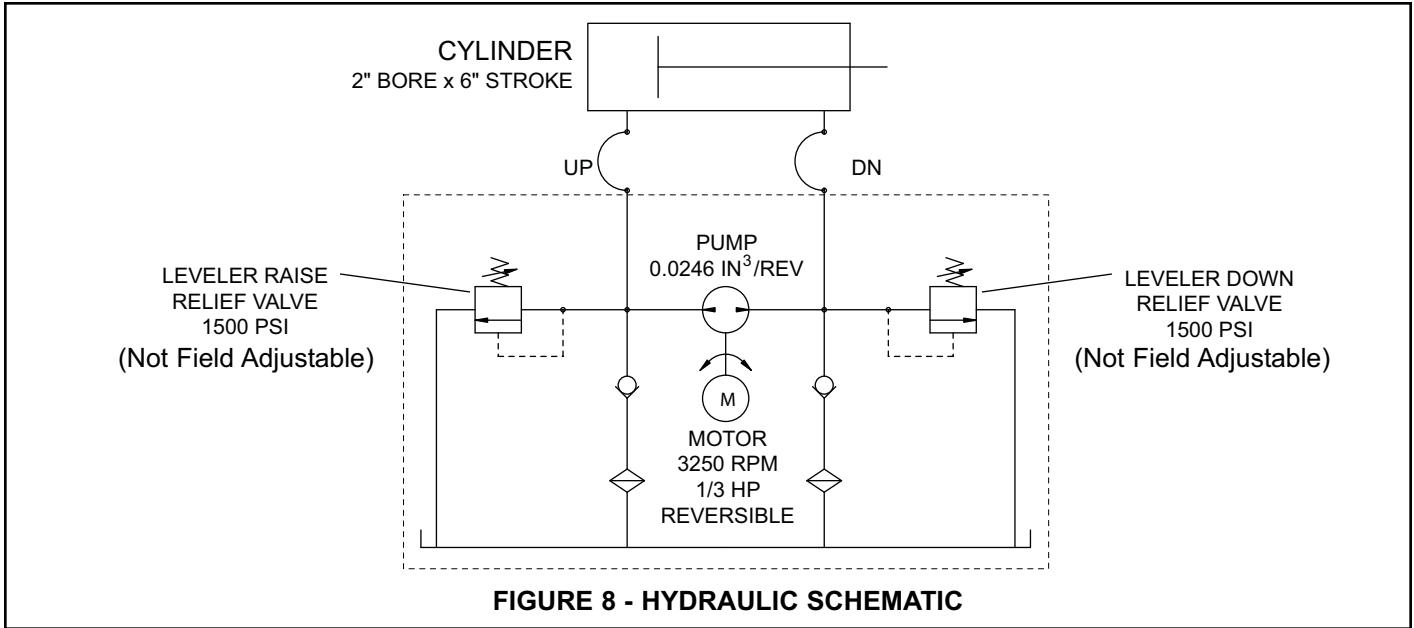 CYLINDER
2" BORE x 6" STROKE
UP
DN
PUMP
0.0246 IN³/REV
LEVELER RAISE
RELIEF VALVE
1500 PSI
(Not Field Adjustable)
LEVELER DOWN
RELIEF VALVE
1500 PSI
(Not Field Adjustable)
M
MOTOR
3250 RPM
1/3 HP
REVERSIBLE
FIGURE 8 - HYDRAULIC SCHEMATIC